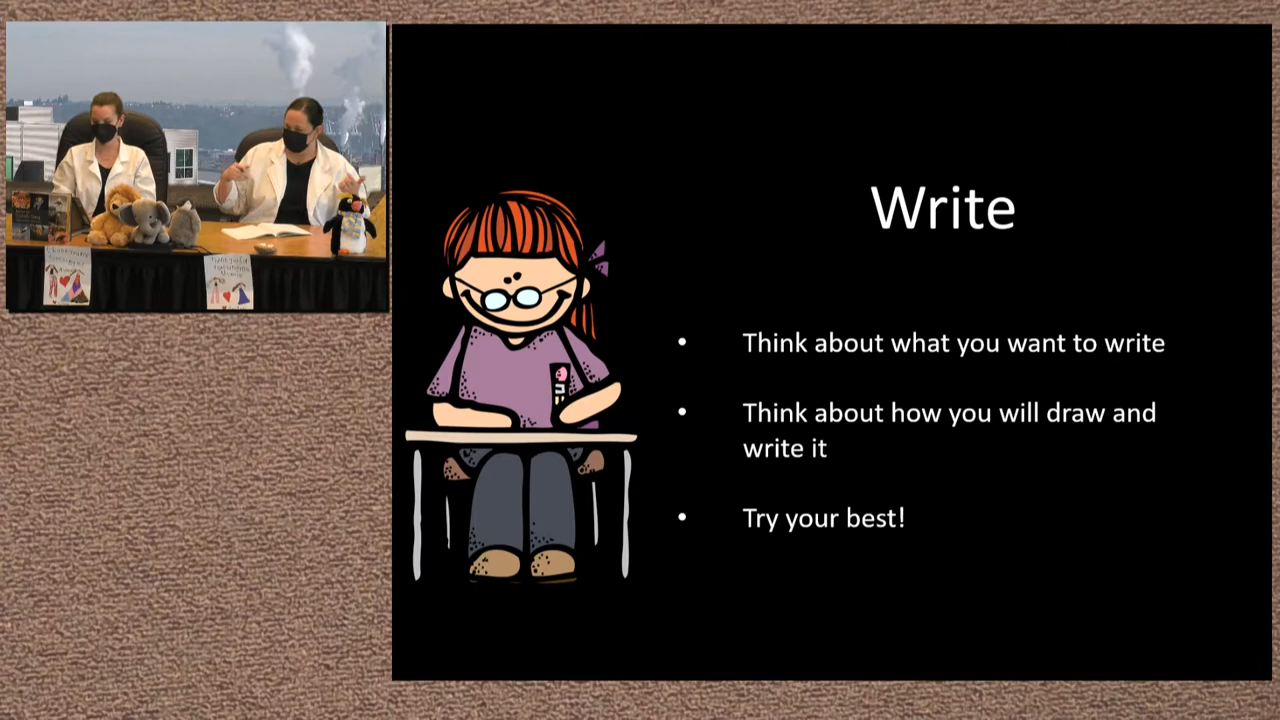 Write
• Think about what you want to write
• Think about how you will draw and
write it
• Try your best!